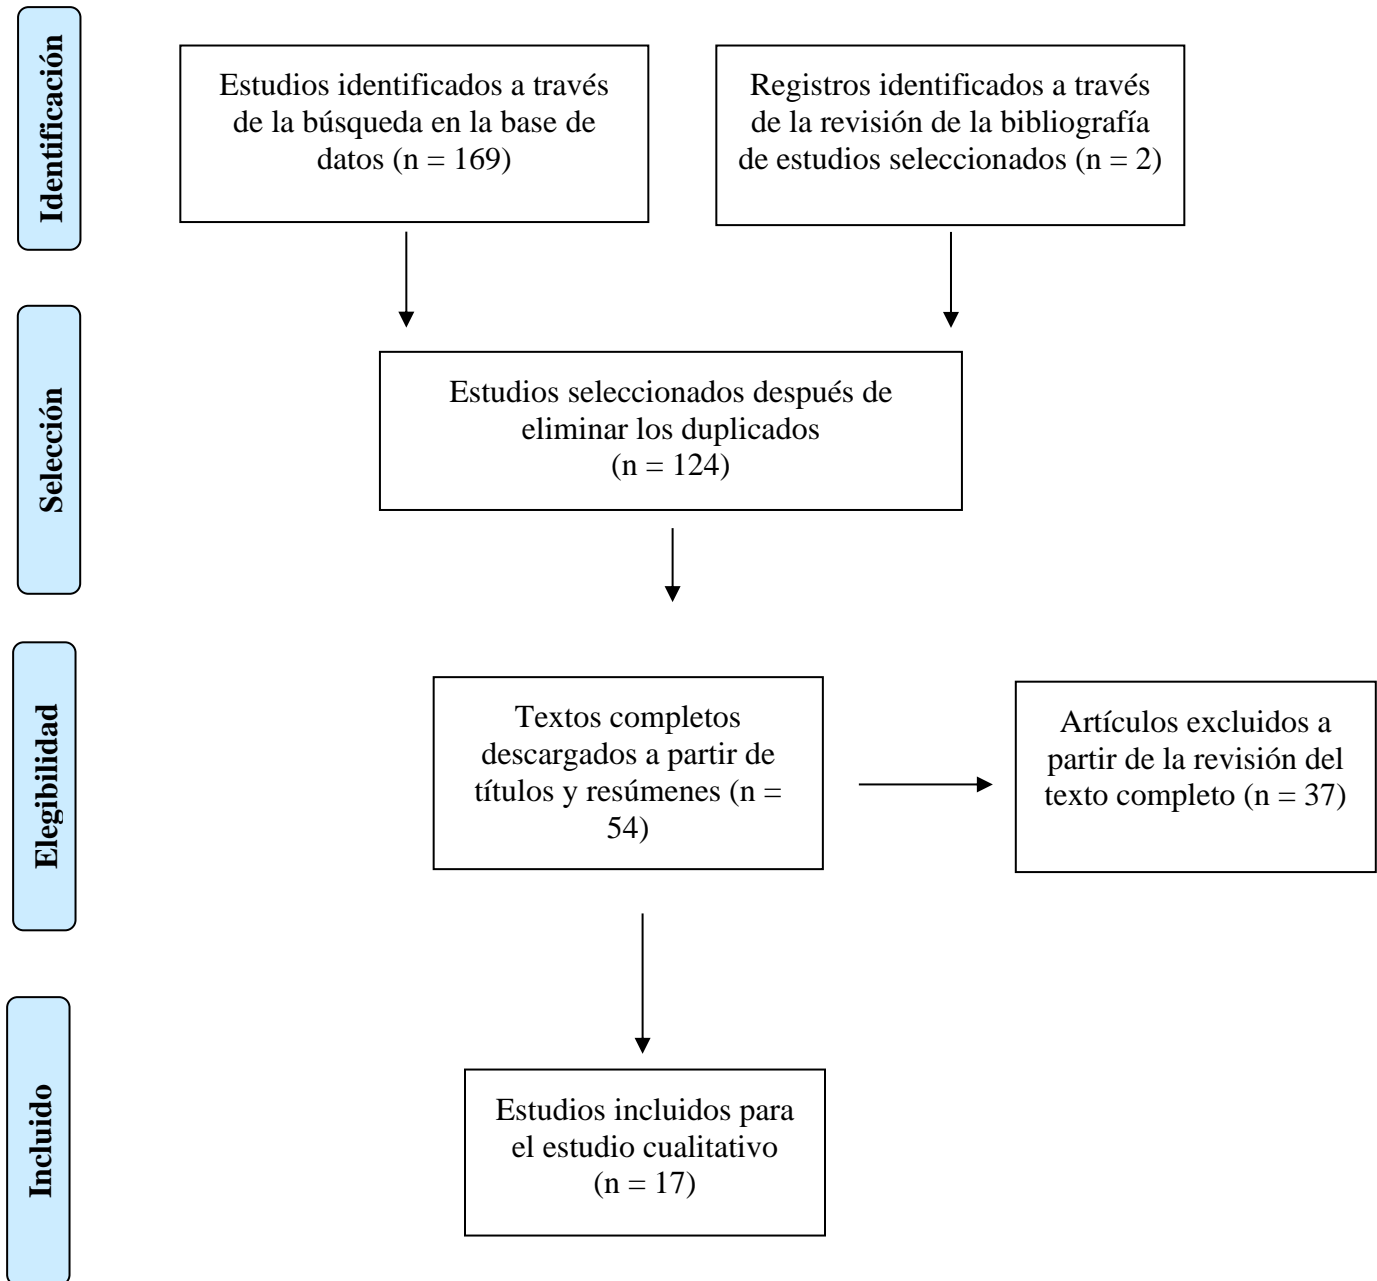 Identificación
Estudios identificados a través
de la búsqueda en la base de
datos (n = 169)
Registros identificados a través
de la revisión de la bibliografía
de estudios seleccionados (n = 2)
Selección
Estudios seleccionados después de
eliminar los duplicados
(n = 124)
Elegibilidad
Textos completos
descargados a partir de
títulos y resúmenes (n =
54)
Artículos excluidos a
partir de la revisión del
texto completo (n = 37)
Incluido
Estudios incluidos para
el estudio cualitativo
(n = 17)